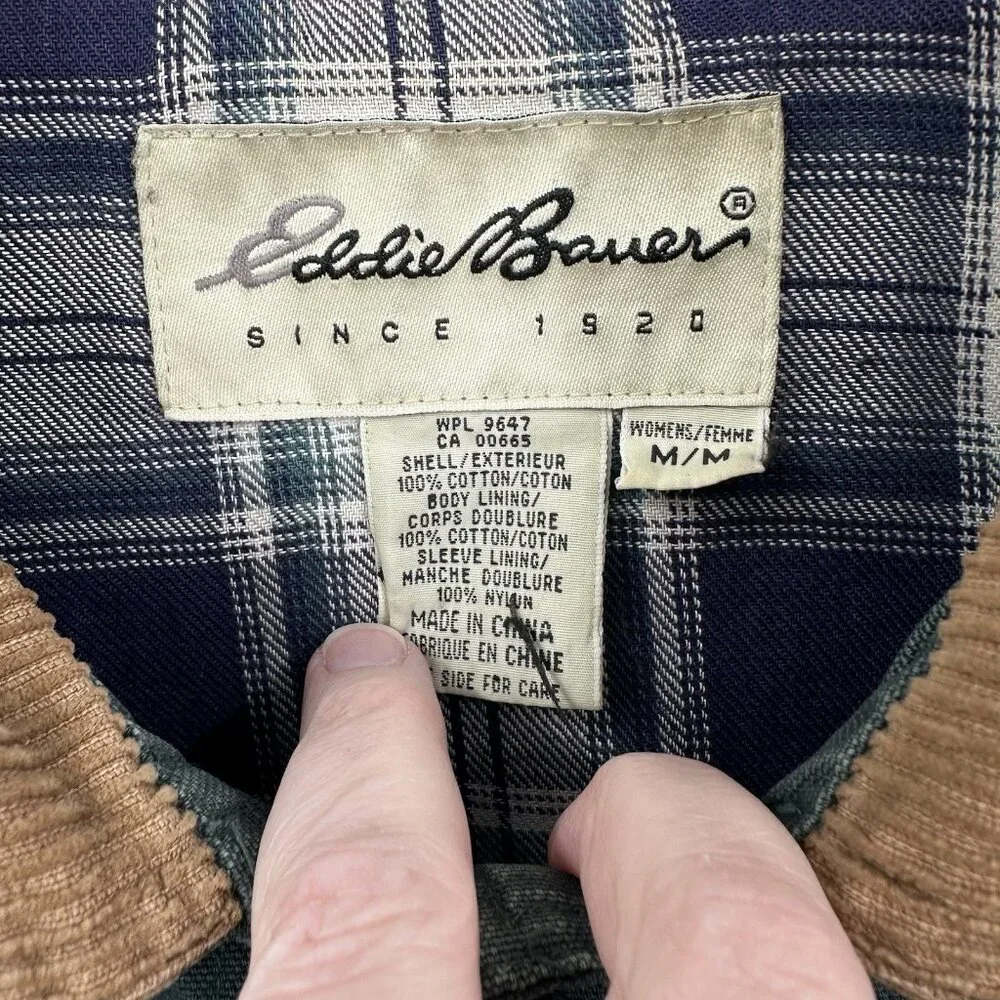 Eddie Bauer ®
SINCE 1920
WPL 9647
CA 00665
SHELL/EXTERIEUR
100% COTTON/COTON
BODY LINING/
CORPS DOUBLURE
100% COTTON/COTON
SLEEVE LINING/
MANCHE DOUBLURE
100% NYLON
MADE IN CHINA
FABRIQUE EN CHINE
SIDE FOR CARE
WOMENS/FEMME
M/M